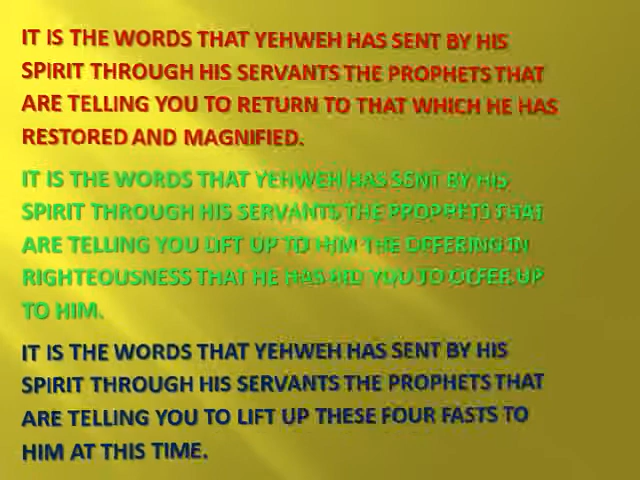 IT IS THE WORDS THAT YEHWEH HAS SENT BY HIS
SPIRIT THROUGH HIS SERVANTS THE PROPHETS THAT
ARE TELLING YOU TO RETURN TO THAT WHICH HE HAS
RESTORED AND MAGNIFIED.
IT IS THE WORDS THAT YEHWEH HAS SENT BY HIS
SPIRIT THROUGH HIS SERVANTS THE PROPHETS THAT
ARE TELLING YOU LIFT UP TO HIM THE OFFERING IN
RIGHTEOUSNESS THAT HE HAS BID YOU TO OFFER UP
TO HIM.
IT IS THE WORDS THAT YEHWEH HAS SENT BY HIS
SPIRIT THROUGH HIS SERVANTS THE PROPHETS THAT
ARE TELLING YOU TO LIFT UP THESE FOUR FASTS TO
HIM AT THIS TIME.